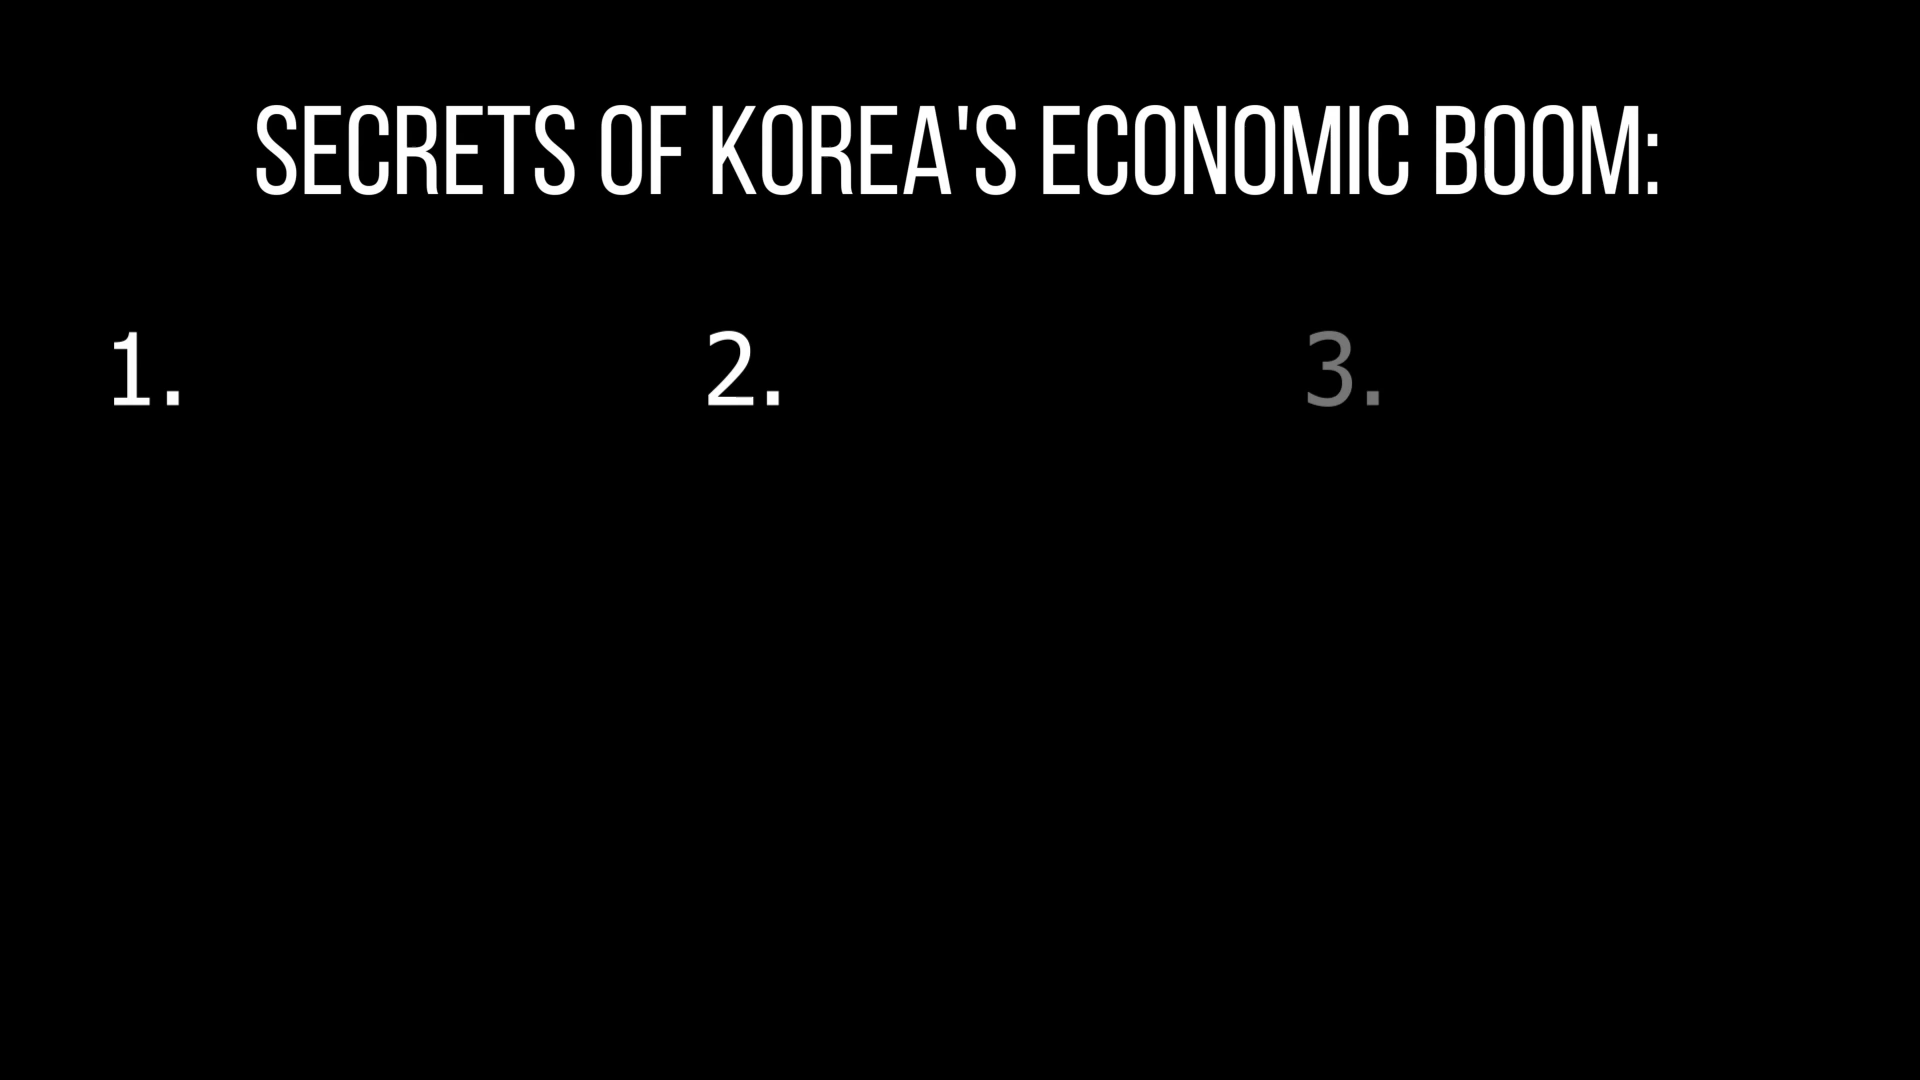 SECRETS OF KOREA'S ECONOMIC BOOM:
1. 2. 3.